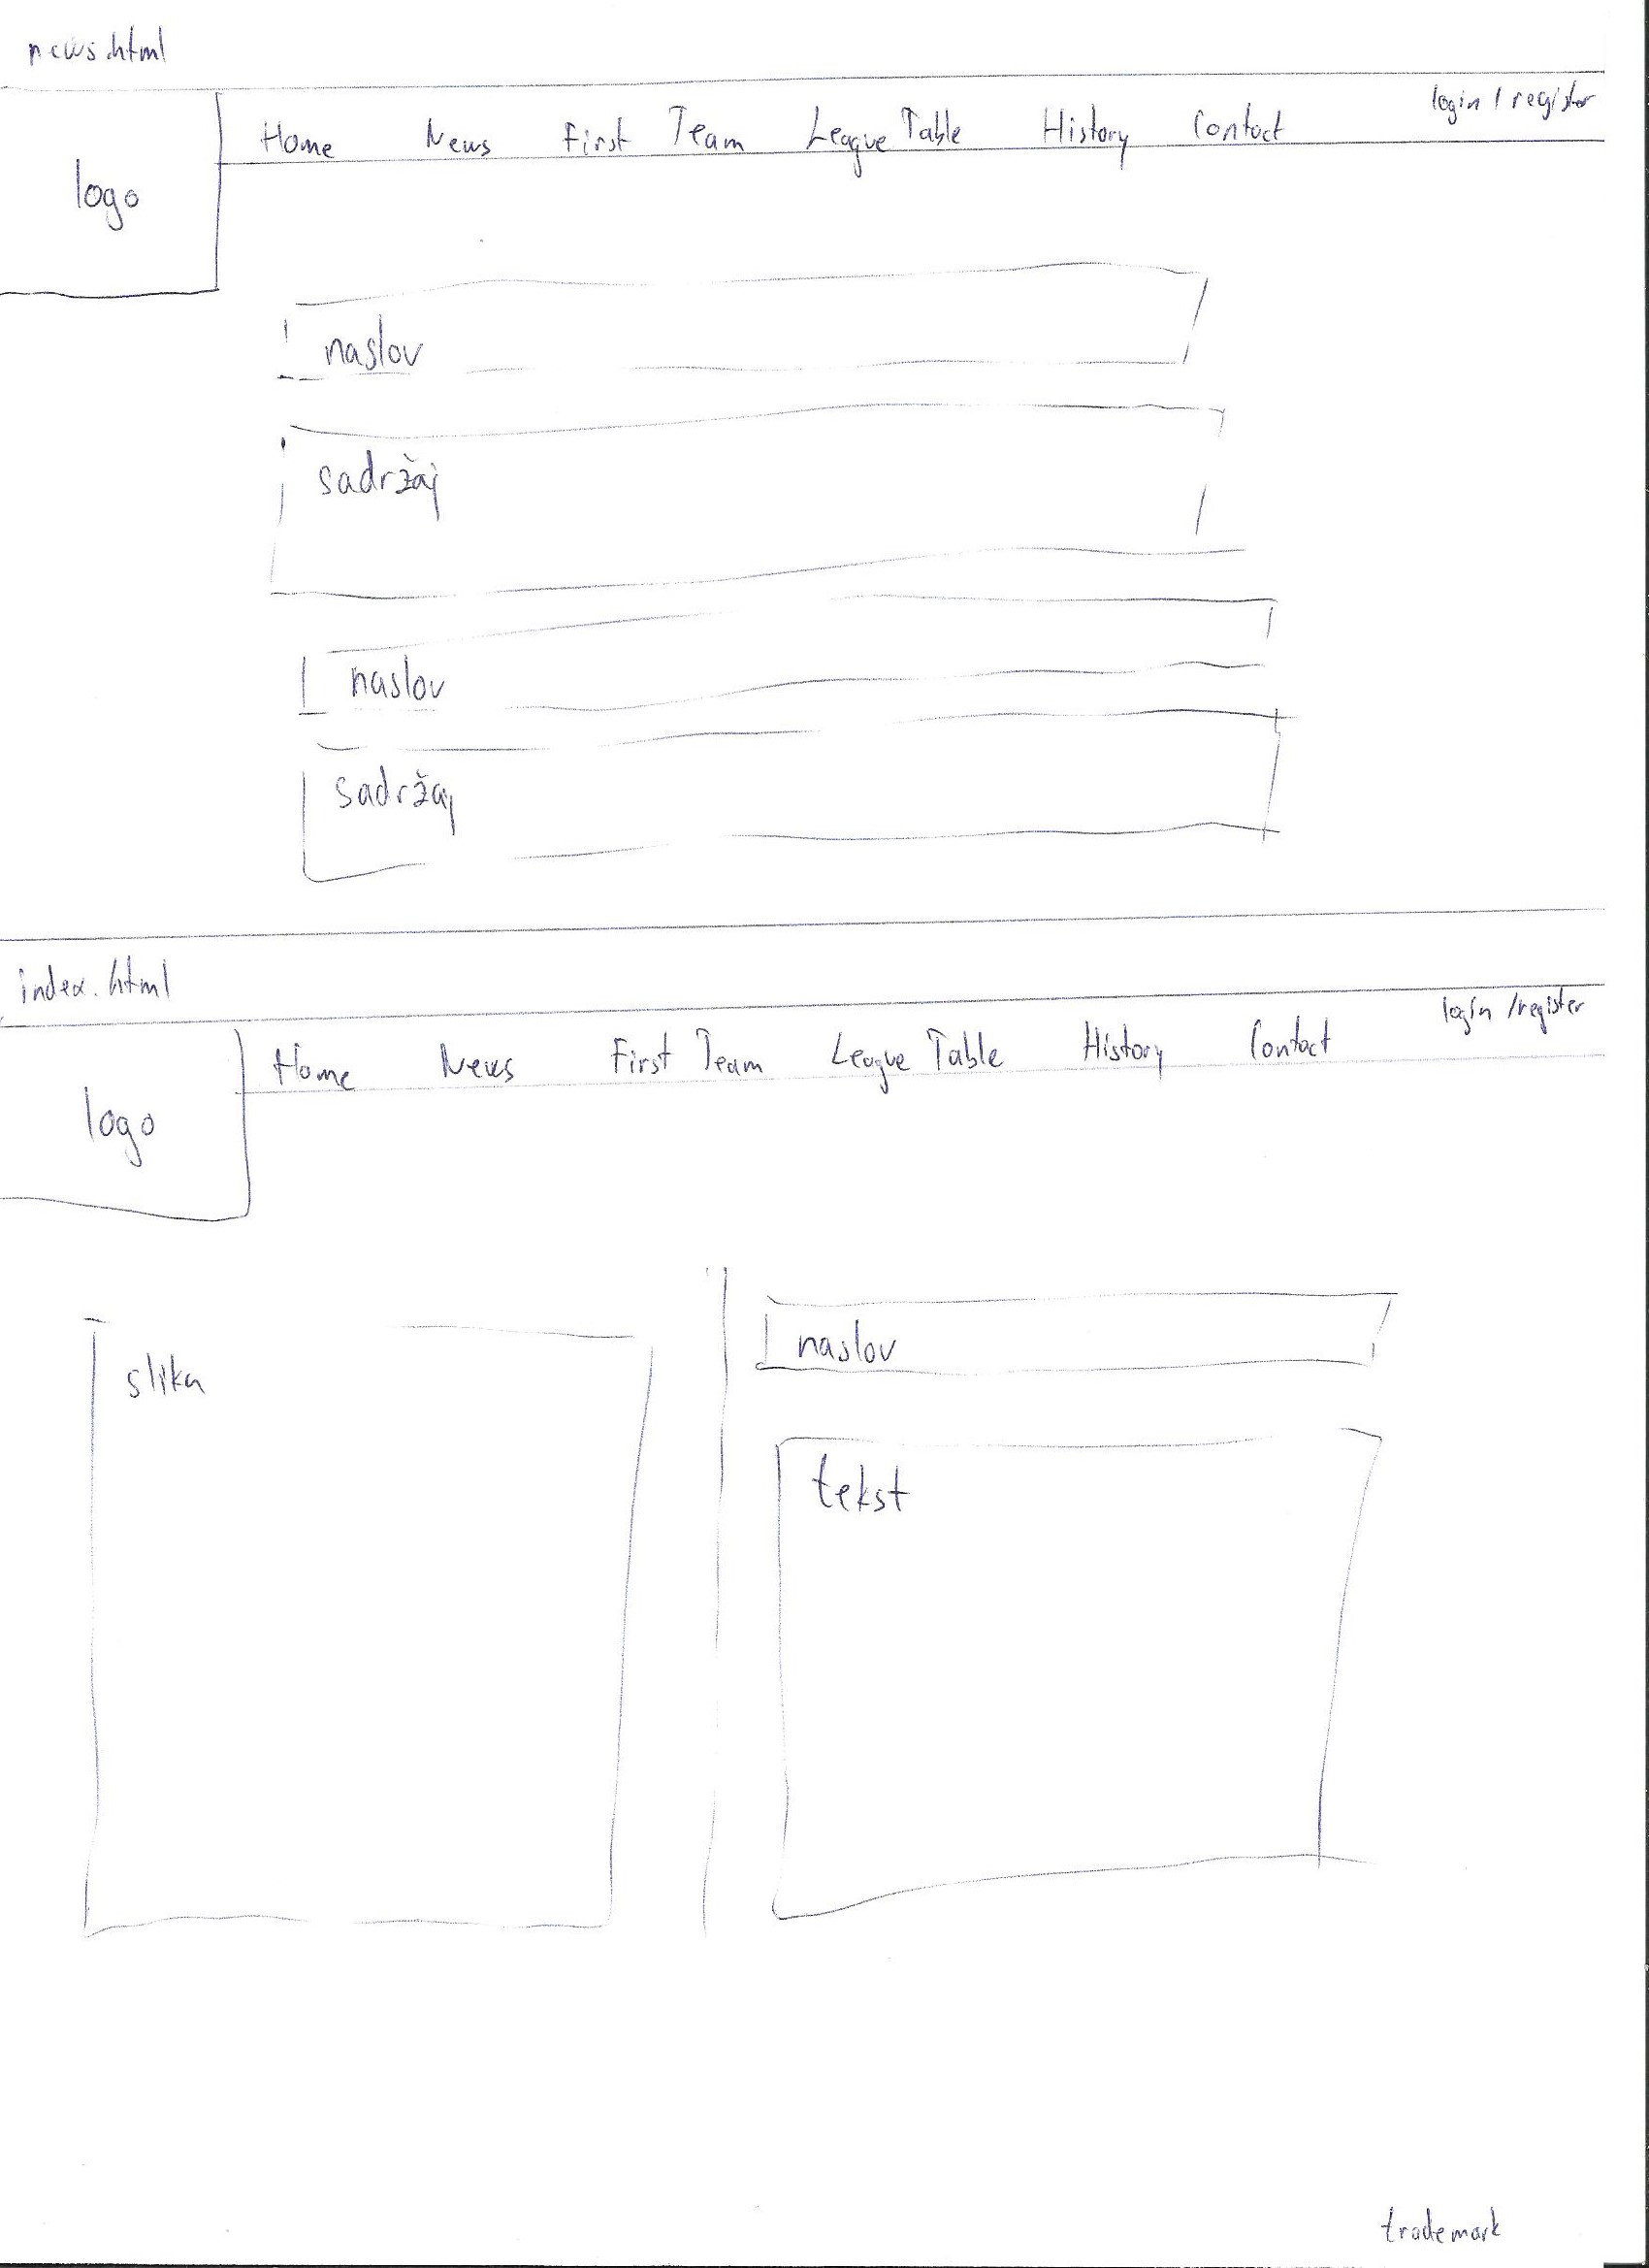 news.html
login / register
Home News First Team League Table History Contact
logo
naslov
sadržaj
naslov
sadržaj
index.html
login /register
Home News First Team League Table History Contact
logo
slika
naslov
tekst
trademark